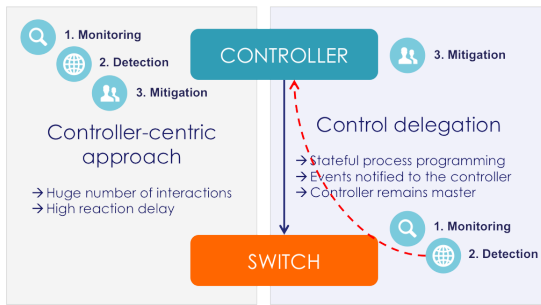 1. Monitoring
2. Detection
3. Mitigation
Controller-centric
approach
→ Huge number of interactions
→ High reaction delay
CONTROLLER
SWITCH
3. Mitigation
Control delegation
→ Stateful process programming
→ Events notified to the controller
→ Controller remains master
1. Monitoring
2. Detection